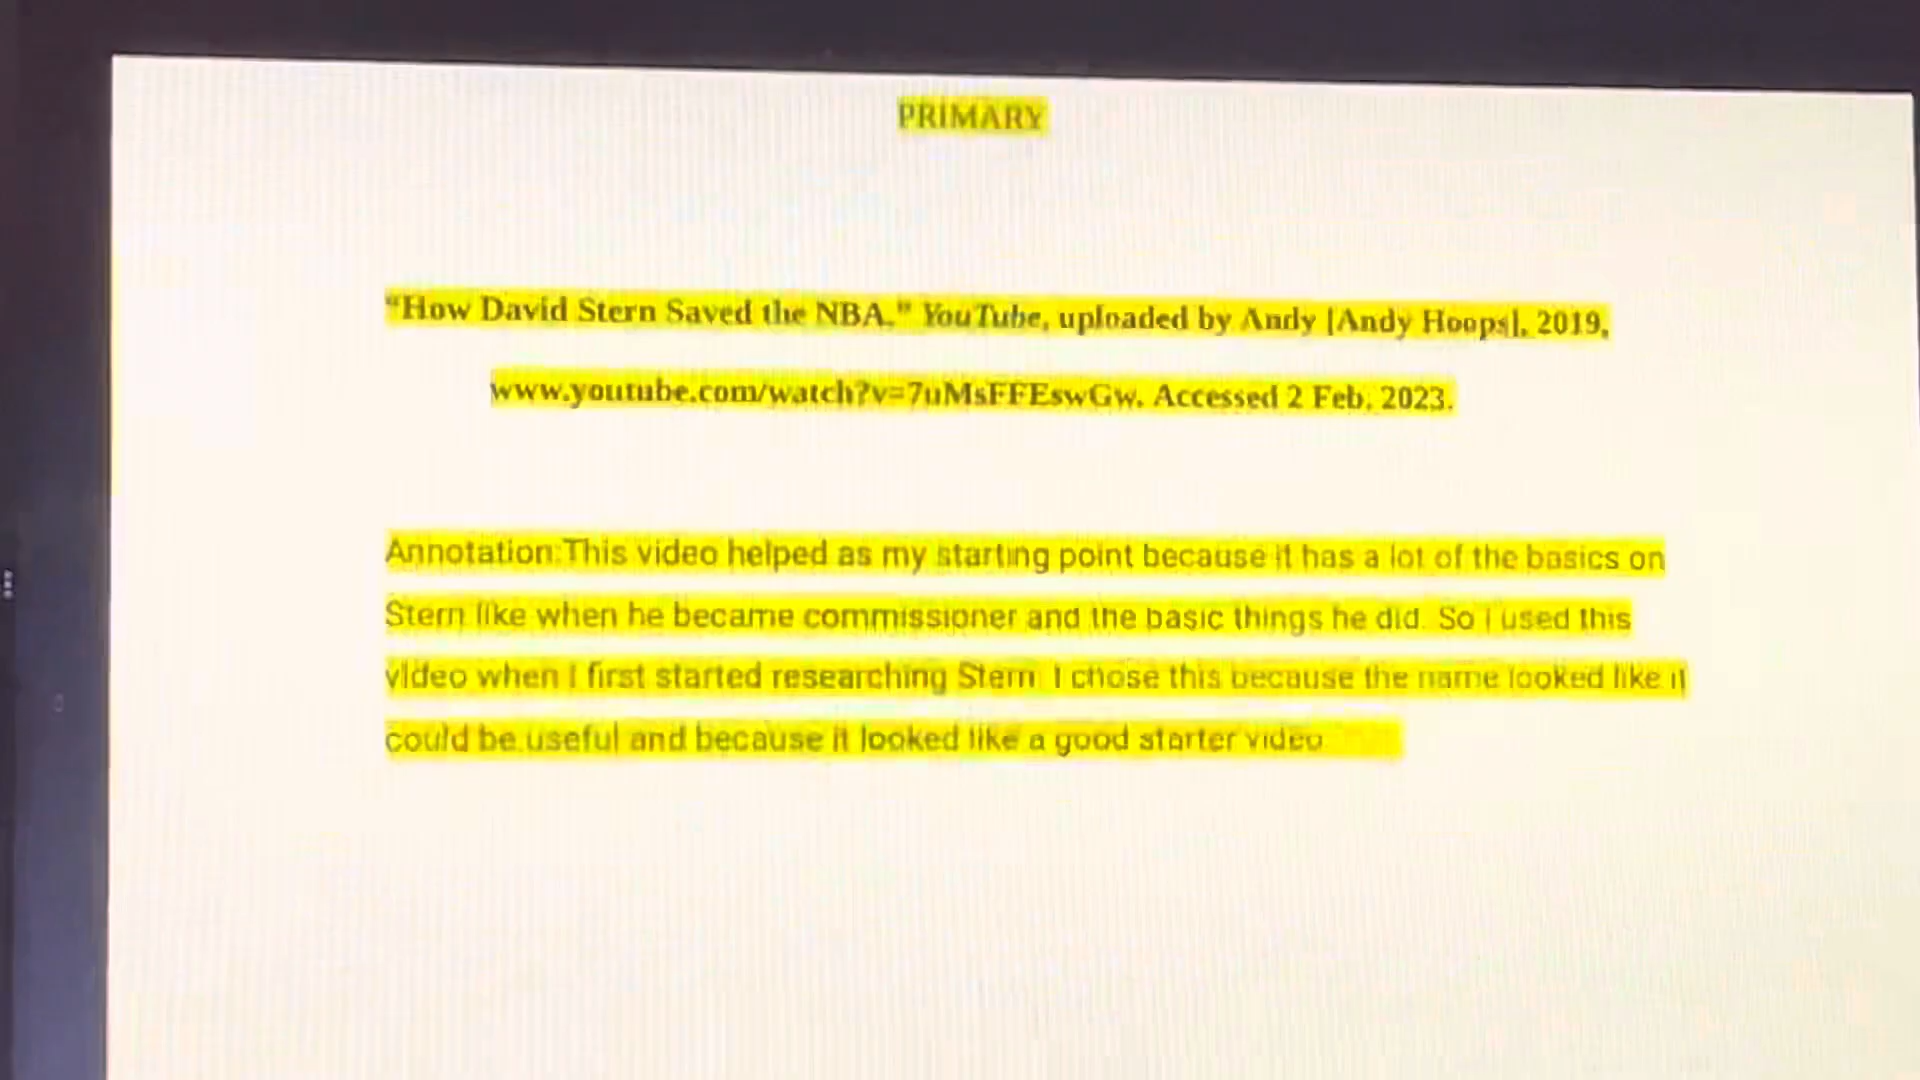 PRIMARY
“How David Stern Saved the NBA.” YouTube, uploaded by Andy [Andy Hoops], 2019,
www.youtube.com/watch?v=7uMsFFEswGw. Accessed 2 Feb. 2023.
Annotation:This video helped as my starting point because it has a lot of the basics on
Stern like when he became commissioner and the basic things he did. So I used this
video when I first started researching Stern. I chose this because the name looked like it
could be useful and because it looked like a good starter video.